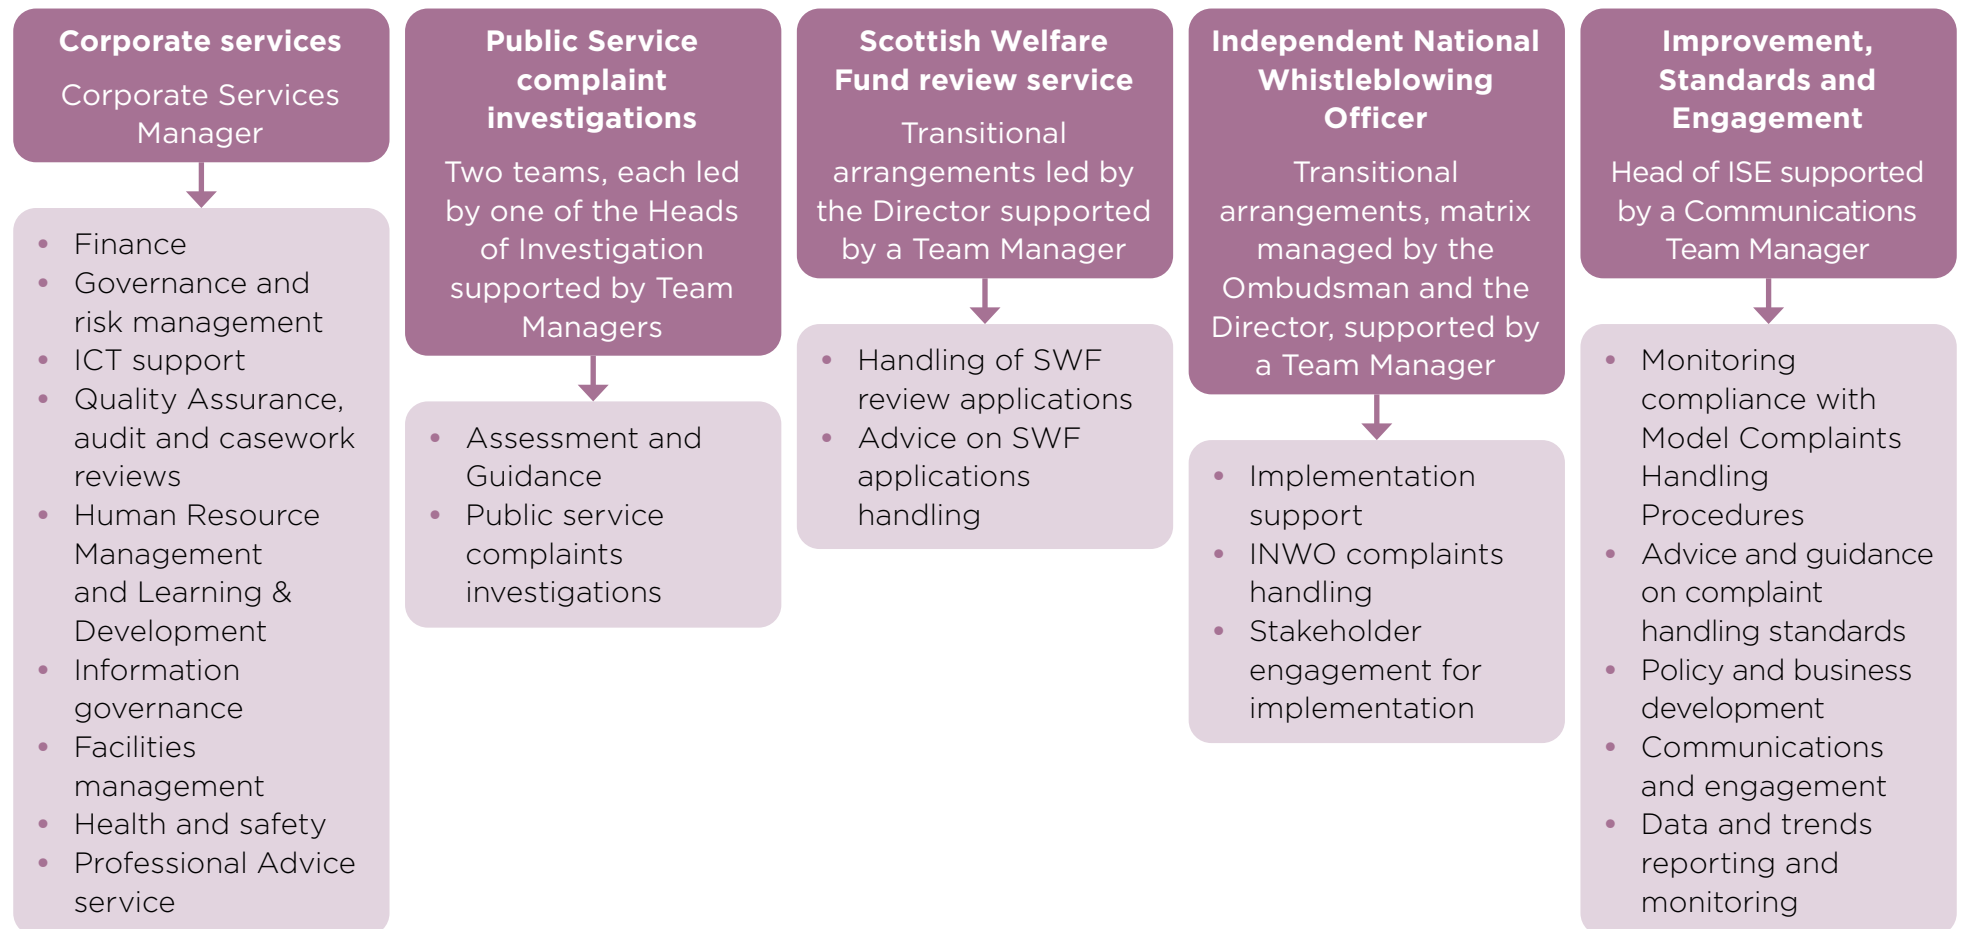 Corporate services
Corporate Services
Manager
• Finance
• Governance and
risk management
• ICT support
• Quality Assurance,
audit and casework
reviews
• Human Resource
Management
and Learning &
Development
• Information
governance
• Facilities
management
• Health and safety
• Professional Advice
service
Public Service
complaint
investigations
Two teams, each led
by one of the Heads
of Investigation
supported by Team
Managers
• Assessment and
Guidance
• Public service
complaints
investigations
Scottish Welfare
Fund review service
Transitional
arrangements led by
the Director supported
by a Team Manager
• Handling of SWF
review applications
• Advice on SWF
applications
handling
Independent National
Whistleblowing
Officer
Transitional
arrangements, matrix
managed by the
Ombudsman and the
Director, supported by
a Team Manager
• Implementation
support
• INWO complaints
handling
• Stakeholder
engagement for
implementation
Improvement,
Standards and
Engagement
Head of ISE supported
by a Communications
Team Manager
• Monitoring
compliance with
Model Complaints
Handling
Procedures
• Advice and guidance
on complaint
handling standards
• Policy and business
development
• Communications
and engagement
• Data and trends
reporting and
monitoring